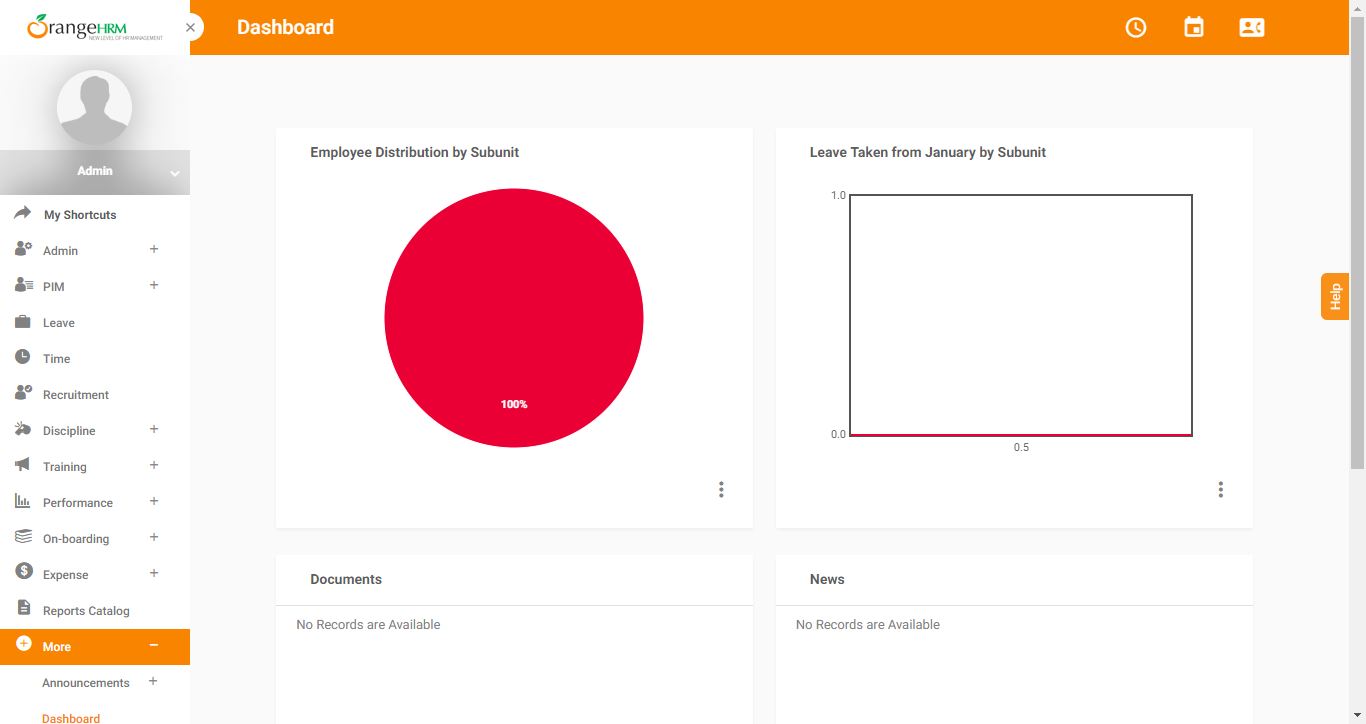 OrangeHRM
NEW LEVEL OF HR MANAGEMENT
Dashboard
Admin
My Shortcuts
Admin
PIM
Leave
Time
Recruitment
Discipline
Training
Performance
On-boarding
Expense
Reports Catalog
More
Announcements
Dashboard
Employee Distribution by Subunit
100%
Leave Taken from January by Subunit
1.0
0.0
0.5
Documents
No Records are Available
News
No Records are Available
Help